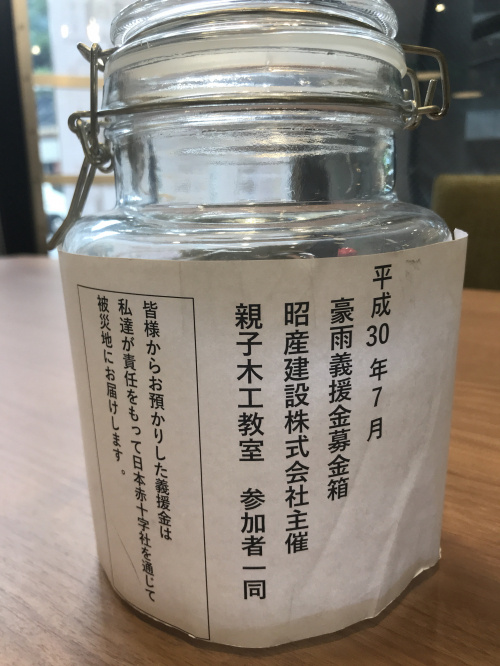 平成30年7月
豪雨義援金募金箱
昭産建設株式会社主催
親子木工教室 参加者一同
皆様からお預かりした義援金は
私達が責任をもって日本赤十字社を通じて
被災地にお届けします。